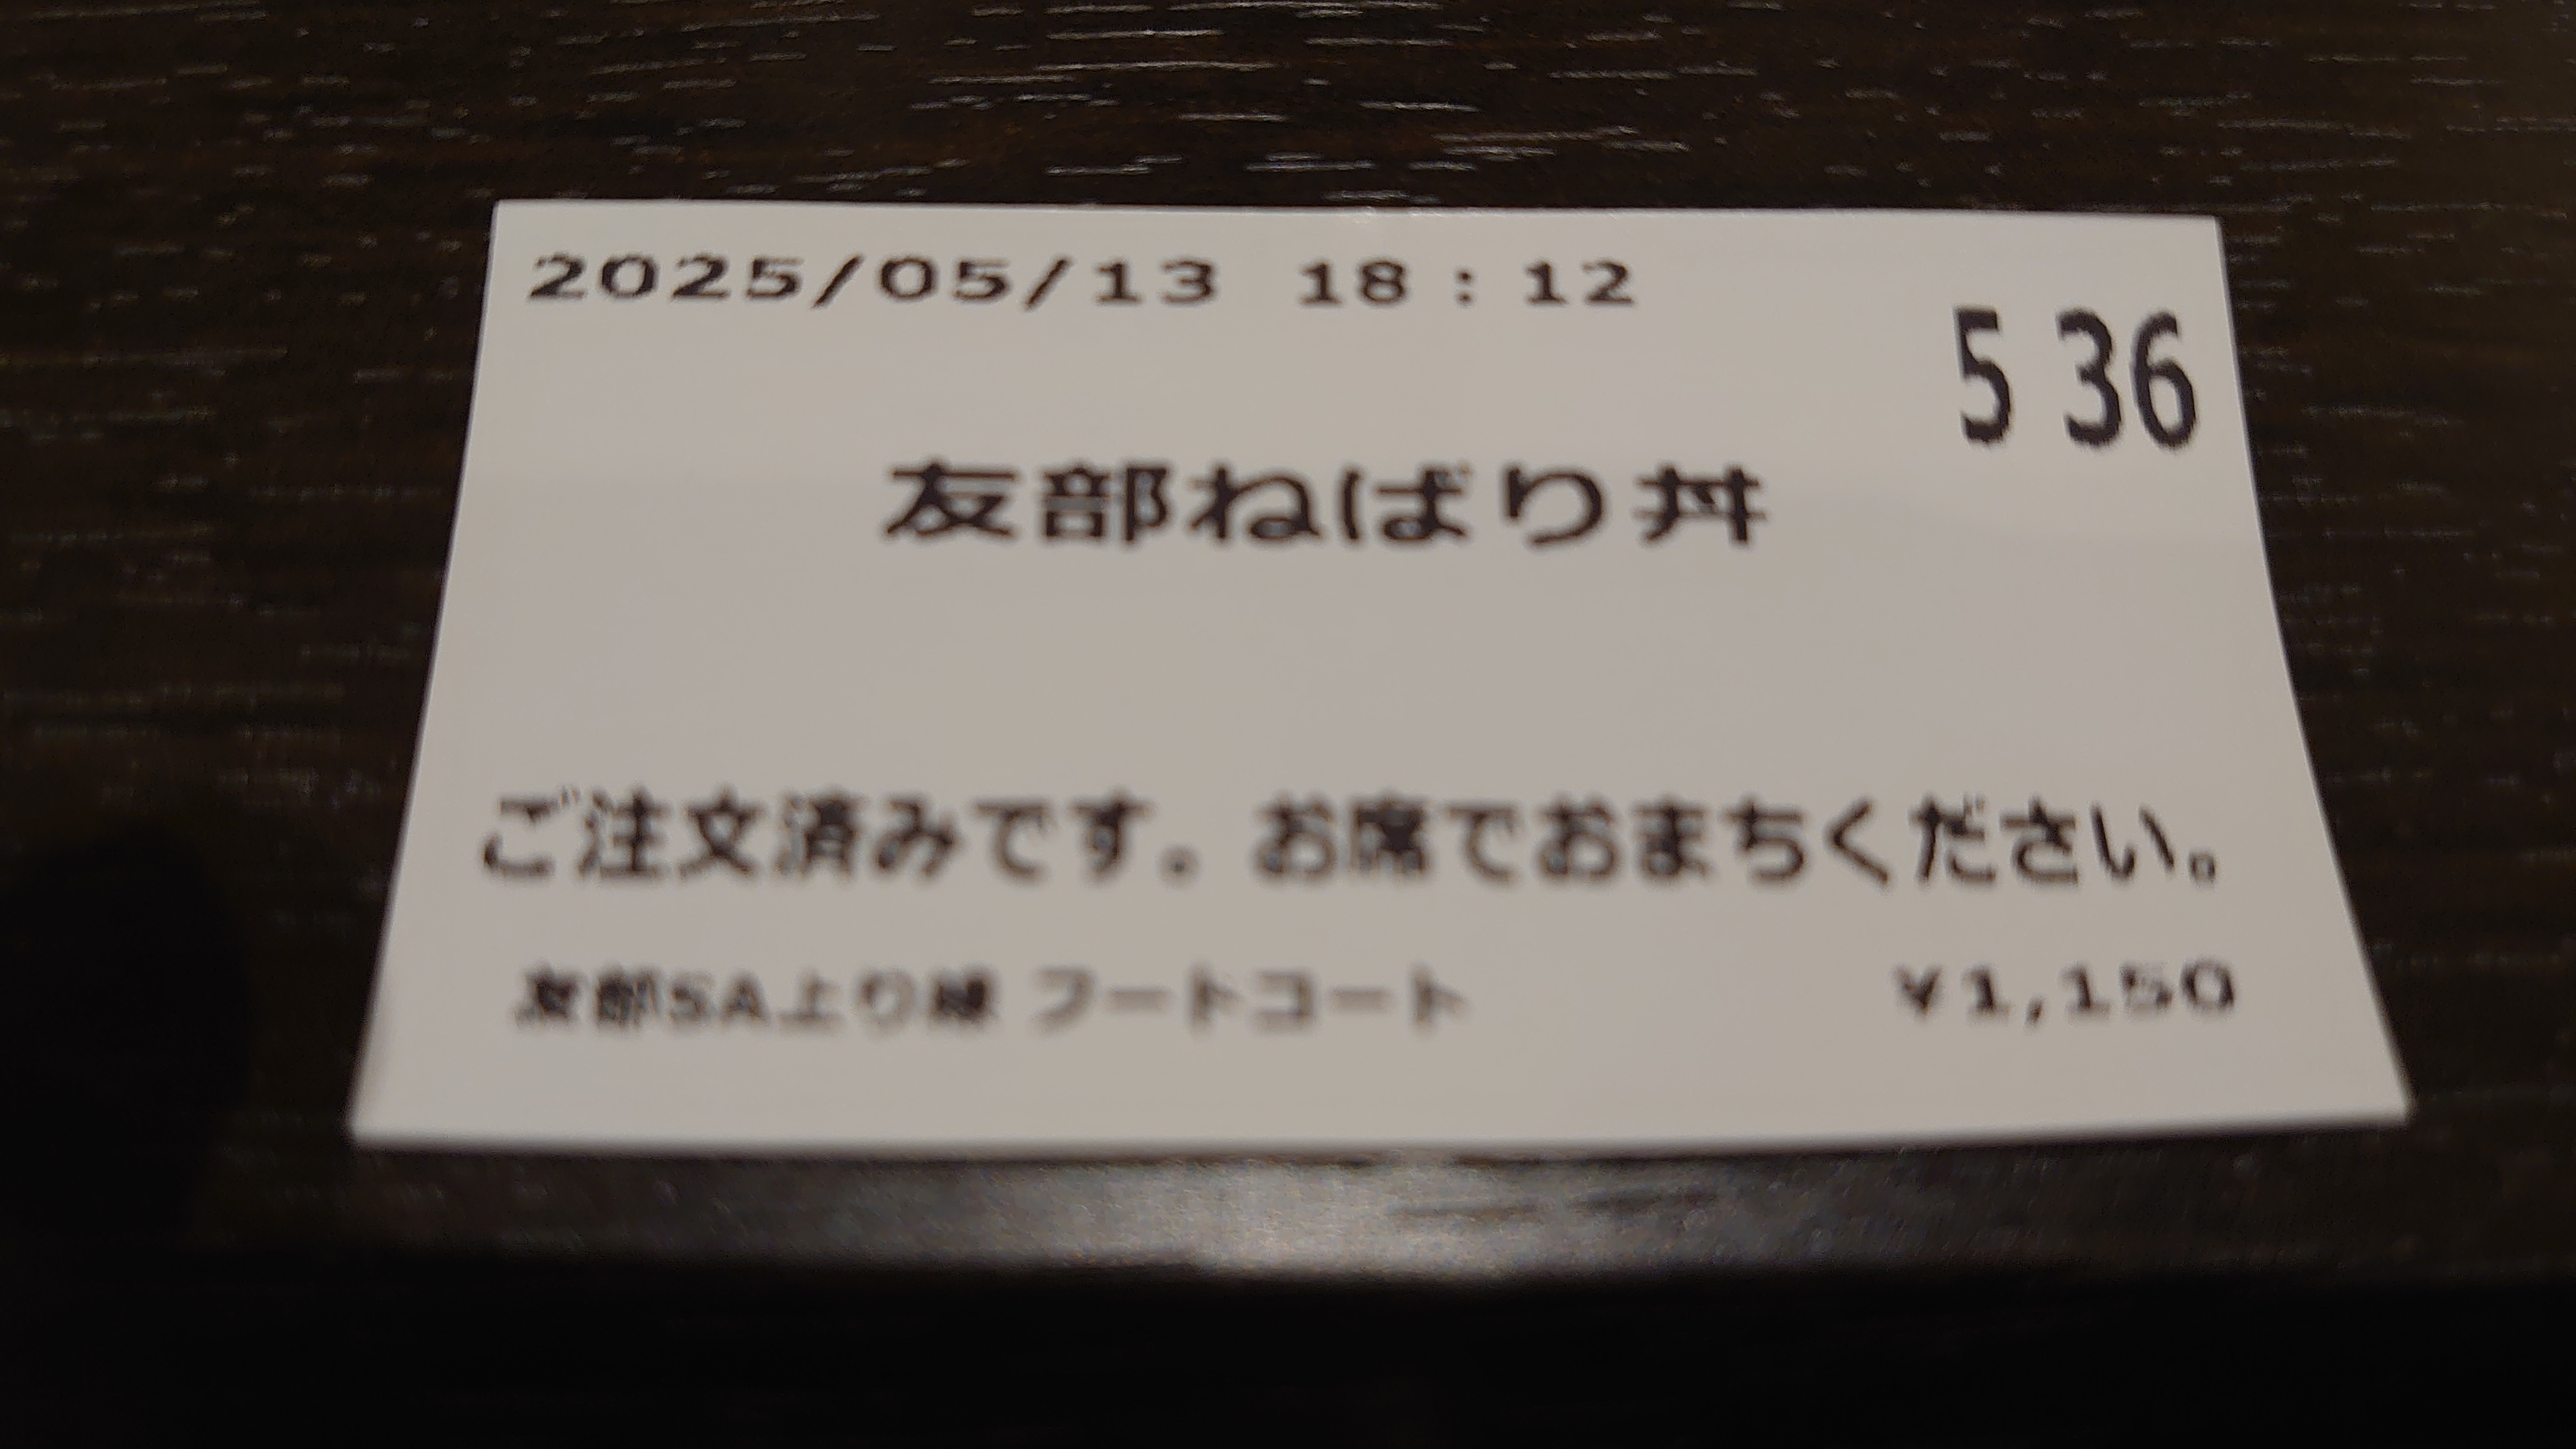 2025/05/13 18:12
5 36
友部ねばり丼
ご注文済みです。お席でおまちください。
友部SA上り線 フートコート ¥1,150